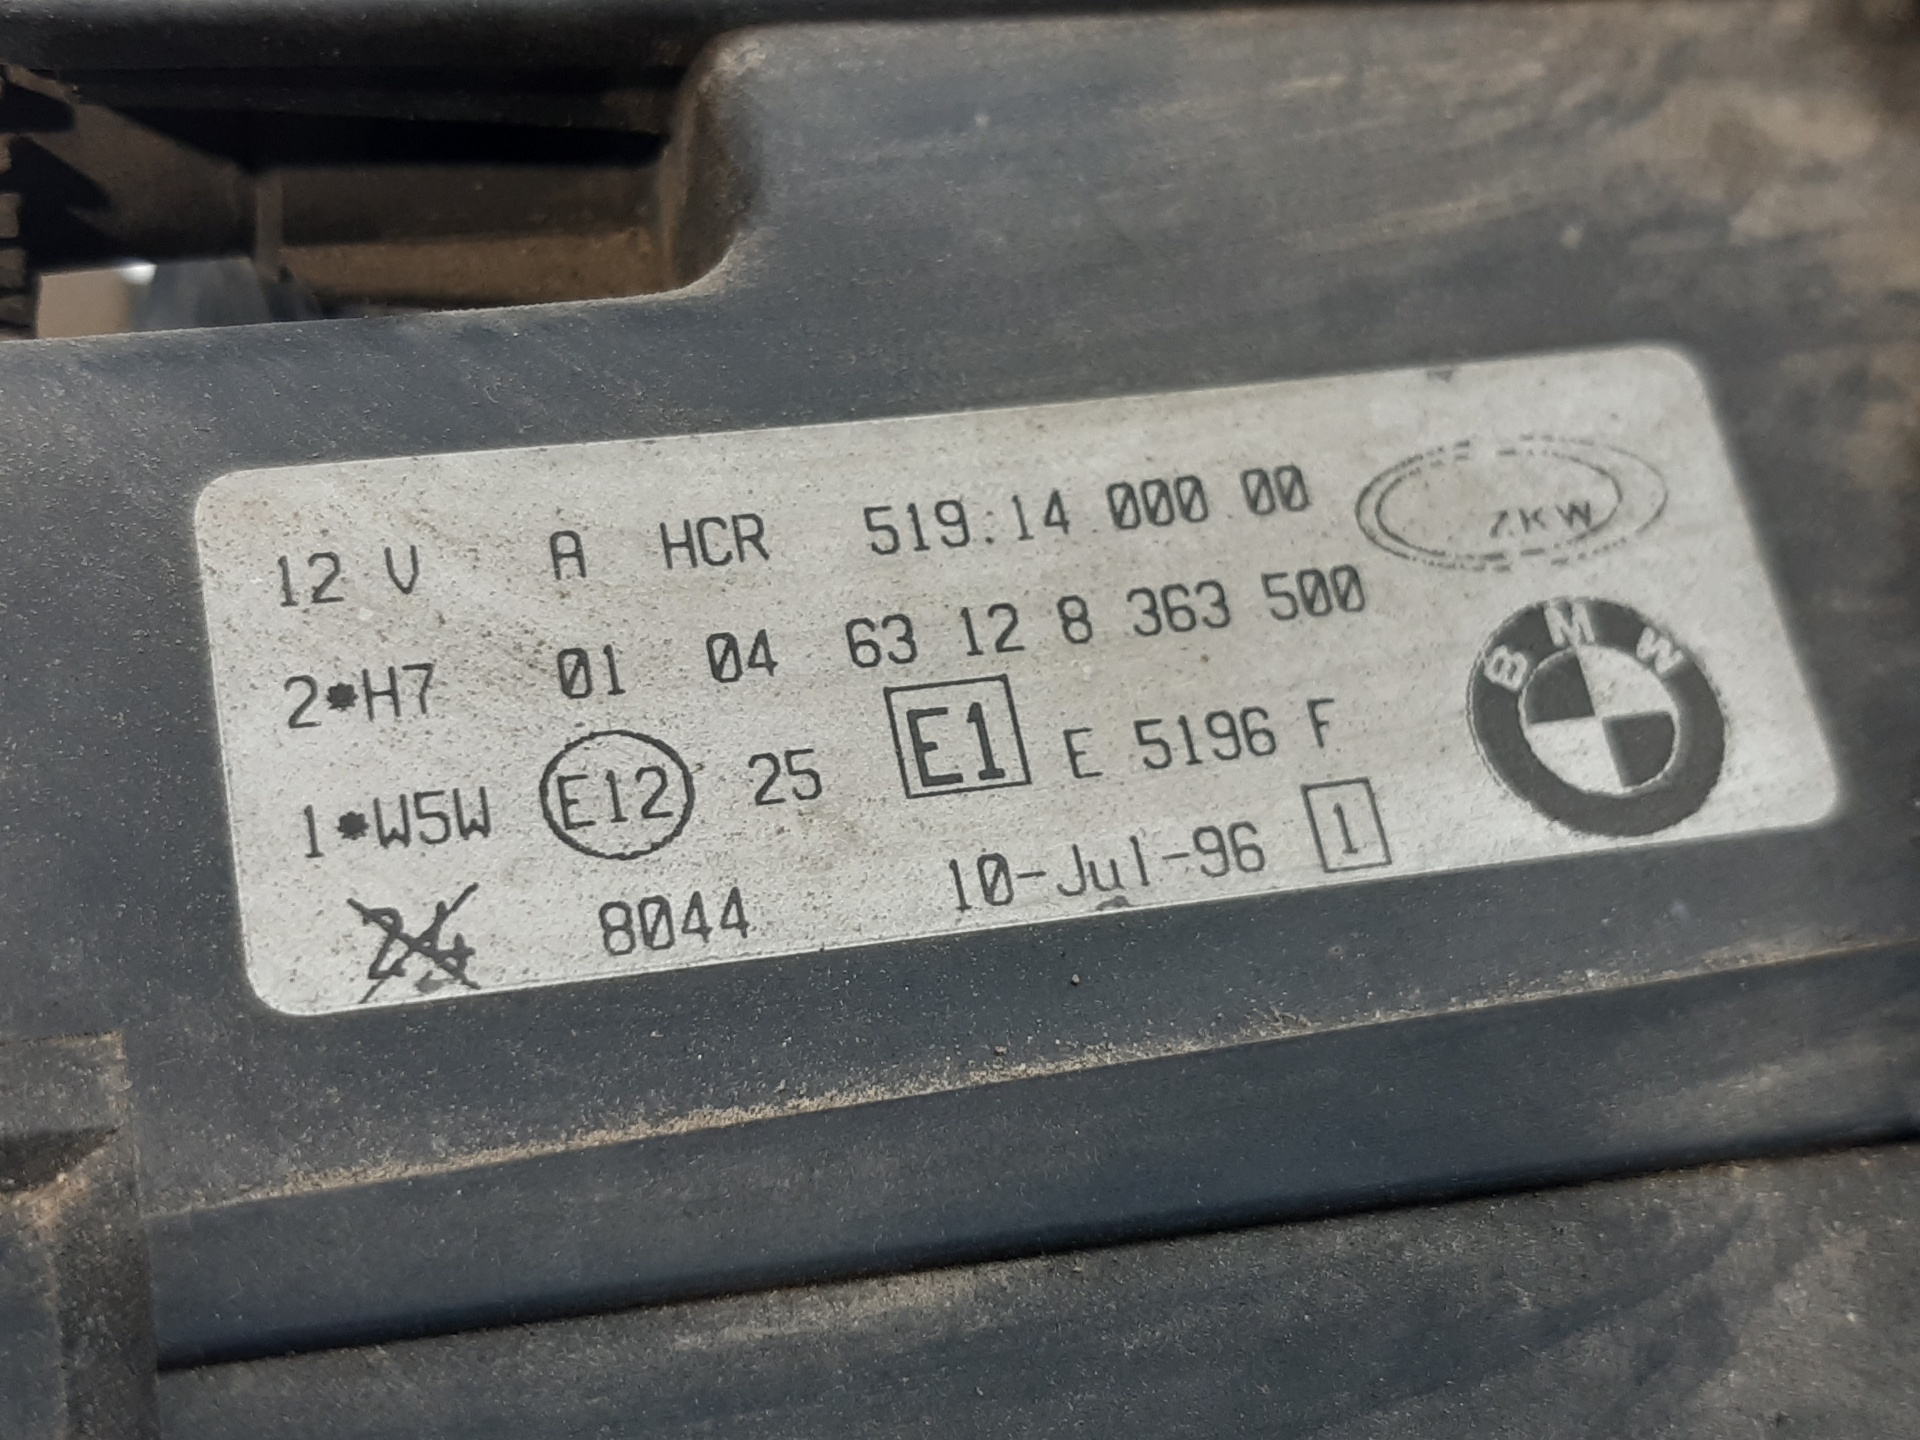 12 V A HCR 519.14 000 00 ZKW
2*H7 01 04 63 12 8 363 500
1*W5W E12 25 E1 E 5196 F BMW
24 8044 10-Jul-96 1